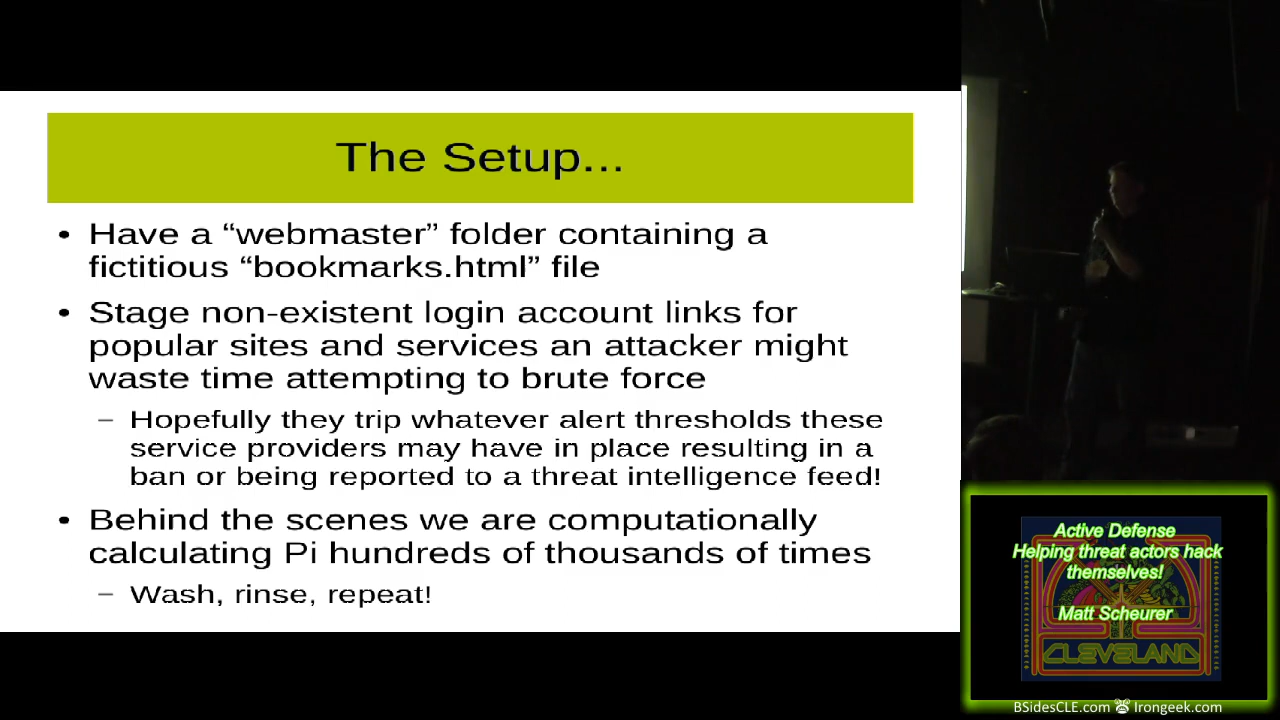 The Setup...
• Have a “webmaster” folder containing a
fictitious “bookmarks.html” file
• Stage non-existent login account links for
popular sites and services an attacker might
waste time attempting to brute force
– Hopefully they trip whatever alert thresholds these
service providers may have in place resulting in a
ban or being reported to a threat intelligence feed!
• Behind the scenes we are computationally
calculating Pi hundreds of thousands of times
– Wash, rinse, repeat!
Active Defense
Helping threat actors hack
themselves!
Matt Scheurer
CLEVELAND
BSidesCLE.com Irongeek.com